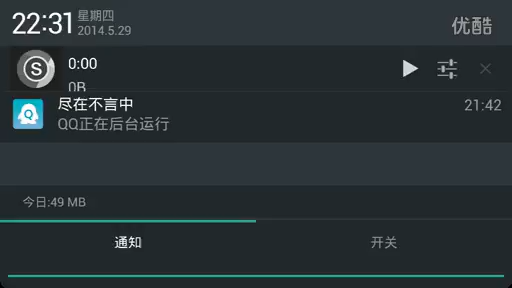 22:31
星期四
2014.5.29
优酷
S
0:00
0B
尽在不言中
21:42
Q
QQ正在后台运行
今日:49 MB
通知
开关